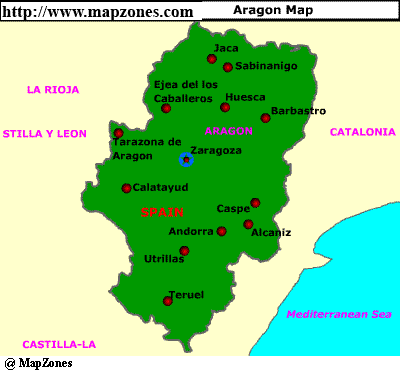 http://www.mapzones.com
Aragon Map
Jaca
Sabinanigo
LA RIOJA
Ejea del los
Caballeros
Huesca
Barbastro
STILLA Y LEON
ARAGON
CATALONIA
Tarazona de
Aragon
Zaragoza
Calatayud
SPAIN
Caspe
Andorra
Alcaniz
Utrillas
Teruel
Mediterranean Sea
CASTILLA-LA
@ MapZones